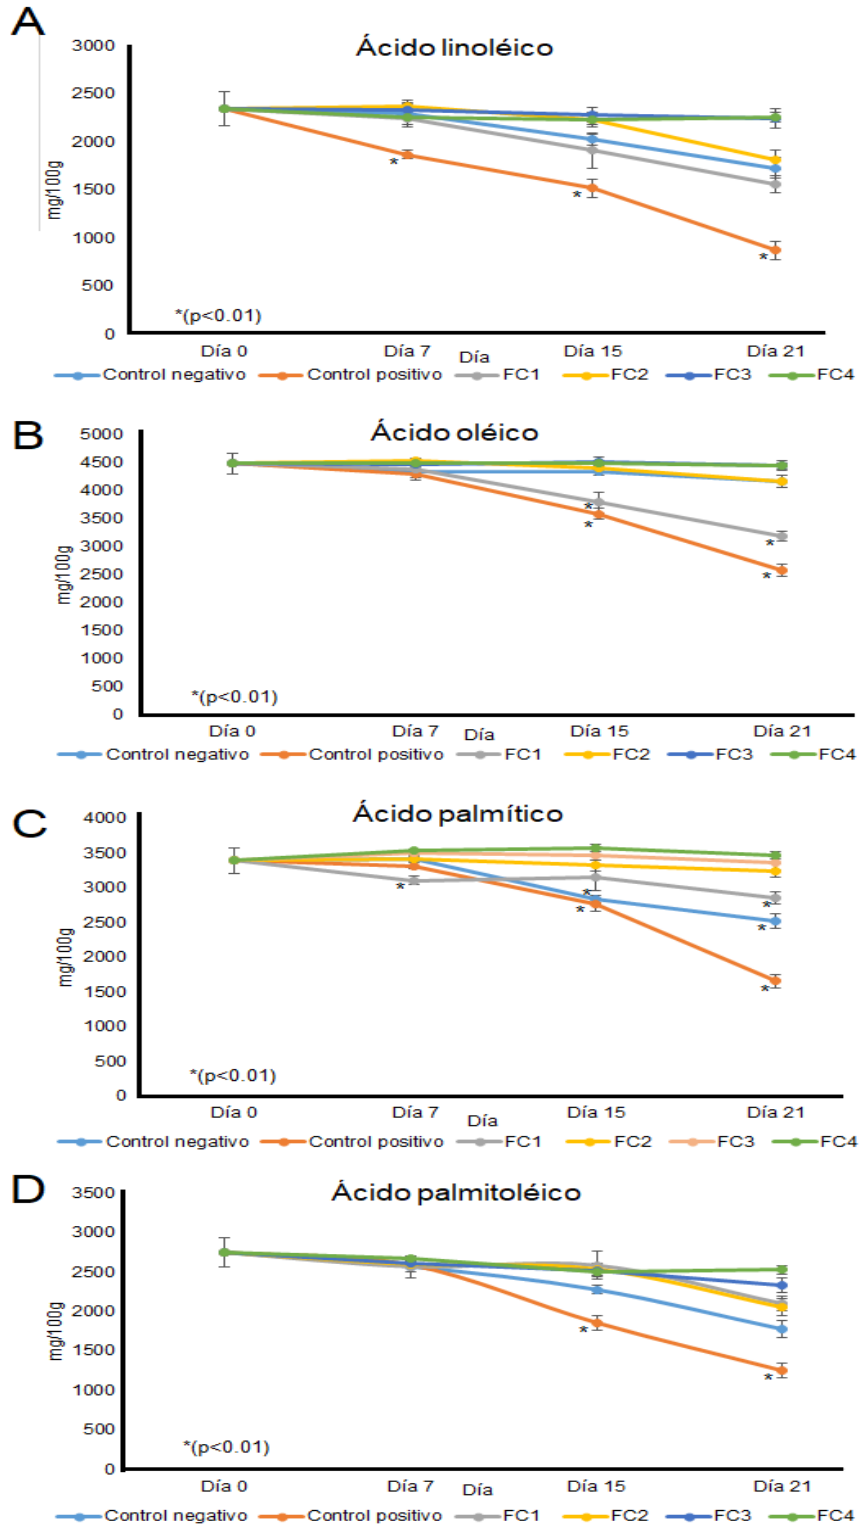 A
Ácido linoléico
3000
2500
2000
1500
1000
500
0
mg/100g
*
*
*
*(p<0.01)
Día 0 Día 7 Día 15 Día 21
Día
Control negativo Control positivo FC1 FC2 FC3 FC4
B
Ácido oléico
5000
4500
4000
3500
3000
2500
2000
1500
1000
500
0
mg/100g
*
*
*
*
*(p<0.01)
Día 0 Día 7 Día 15 Día 21
Día
Control negativo Control positivo FC1 FC2 FC3 FC4
C
Ácido palmítico
4000
3500
3000
2500
2000
1500
1000
500
0
mg/100g
*
*
*
*
*
*
*(p<0.01)
Día 0 Día 7 Día 15 Día 21
Día
Control negativo Control positivo FC1 FC2 FC3 FC4
D
Ácido palmitoléico
3500
3000
2500
2000
1500
1000
500
0
mg/100g
*
*
*(p<0.01)
Día 0 Día 7 Día 15 Día 21
Día
Control negativo Control positivo FC1 FC2 FC3 FC4